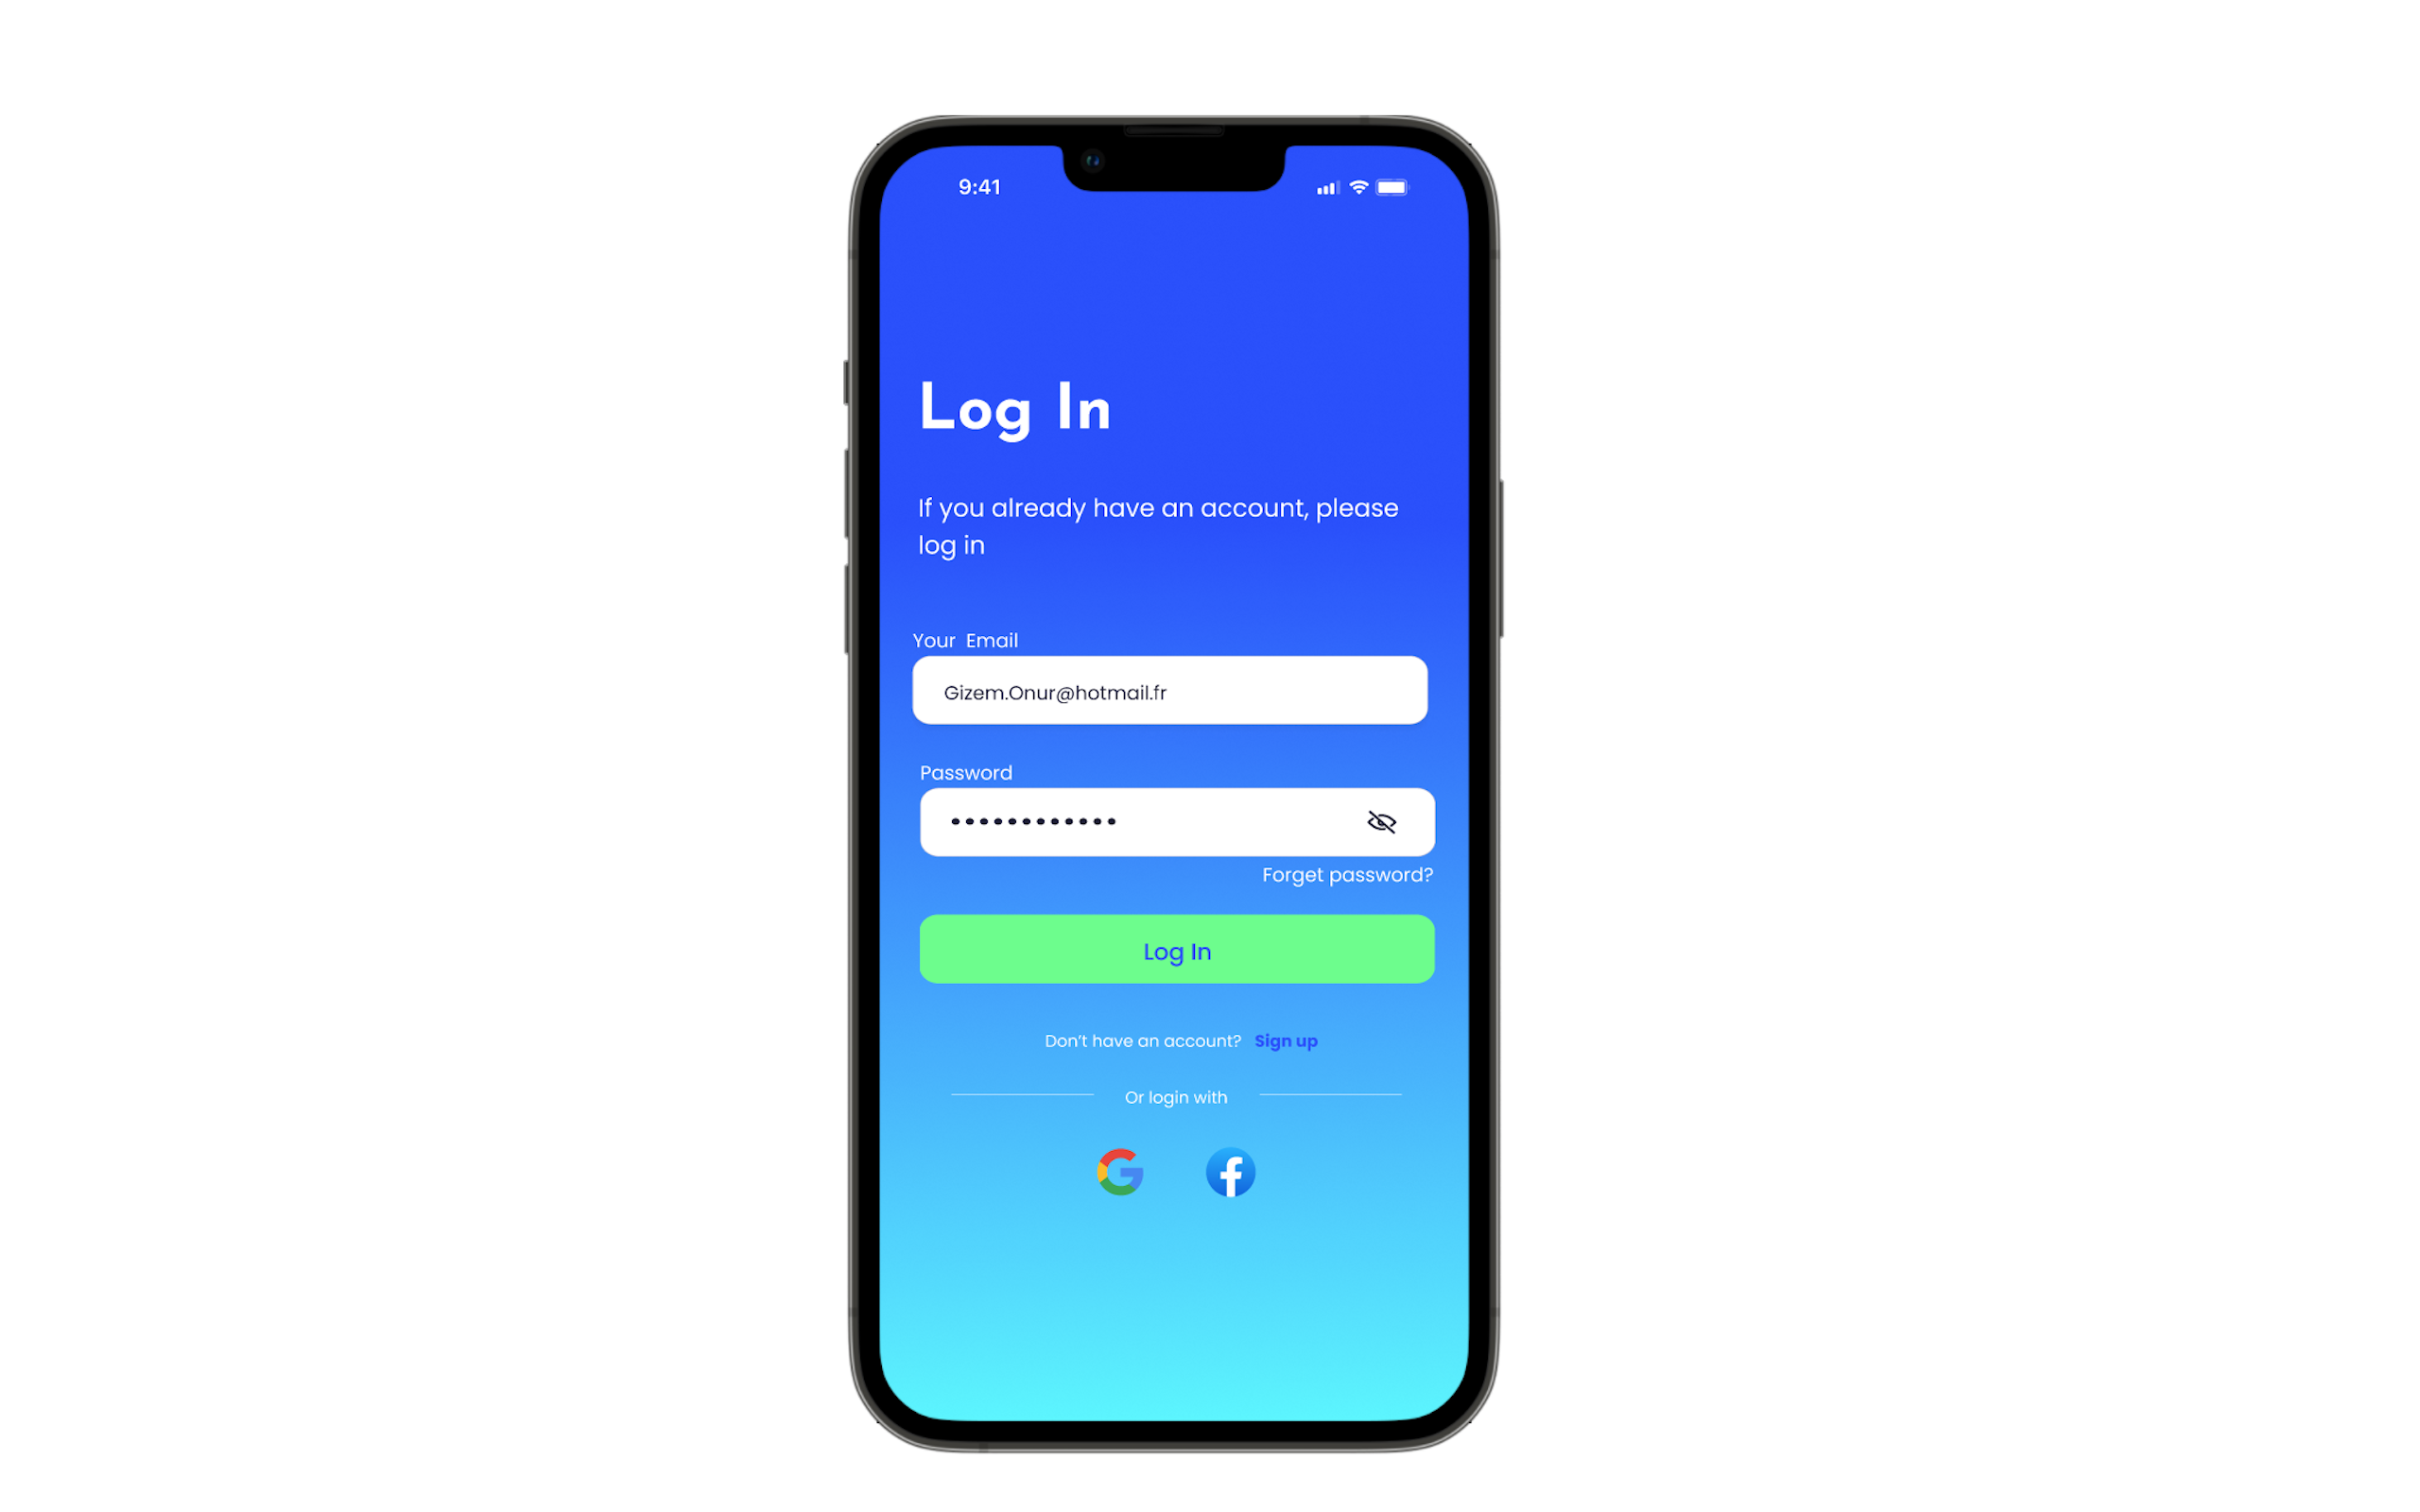 9:41
Log In
If you already have an account, please
log in
Your Email
Gizem.Onur@hotmail.fr
Password
••••••••••••
Forget password?
Log In
Don't have an account? Sign up
Or login with